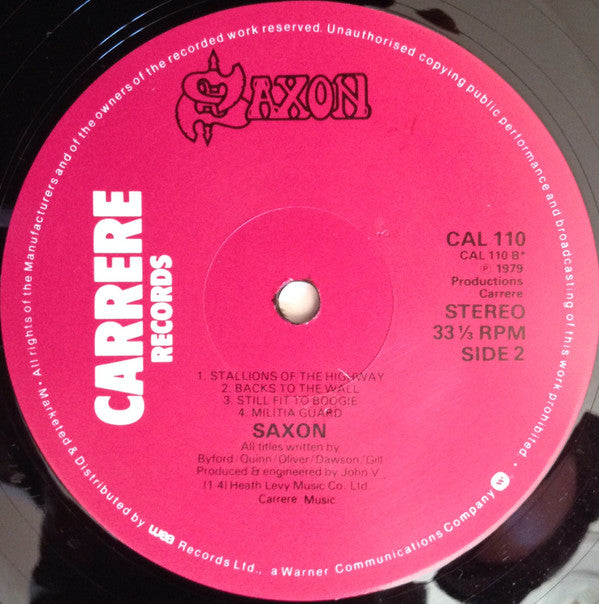 • All rights of the Manufacturers and of the owners of the recorded work reserved. Unauthorised copying public performance and broadcasting of this work prohibited. •
SAXON
CARRERE
RECORDS
CAL 110
CAL 110 B*
℗ 1979
Productions
Carrere
STEREO
33 ⅓ RPM
SIDE 2
1. STALLIONS OF THE HIGHWAY
2. BACKS TO THE WALL
3. STILL FIT TO BOOGIE
4. MILITIA GUARD
SAXON
All titles written by
Byford/Quinn/Oliver/Dawson/Gill
Produced & engineered by John V
(1-4) Heath Levy Music Co. Ltd.
Carrere Music
Marketed & Distributed by wea Records Ltd., a Warner Communications Company W